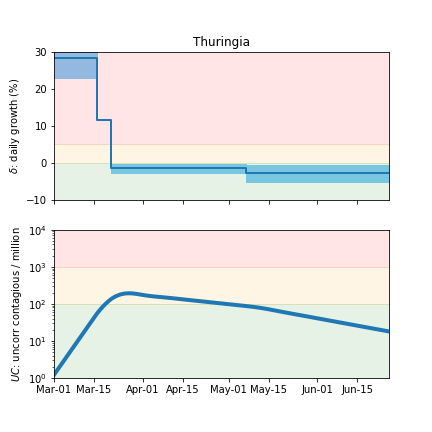 Thuringia
δ: daily growth (%)
30
20
10
0
−10
UC: uncorr contagious / million
10⁴
10³
10²
10¹
10⁰
Mar-01 Mar-15 Apr-01 Apr-15 May-01 May-15 Jun-01 Jun-15